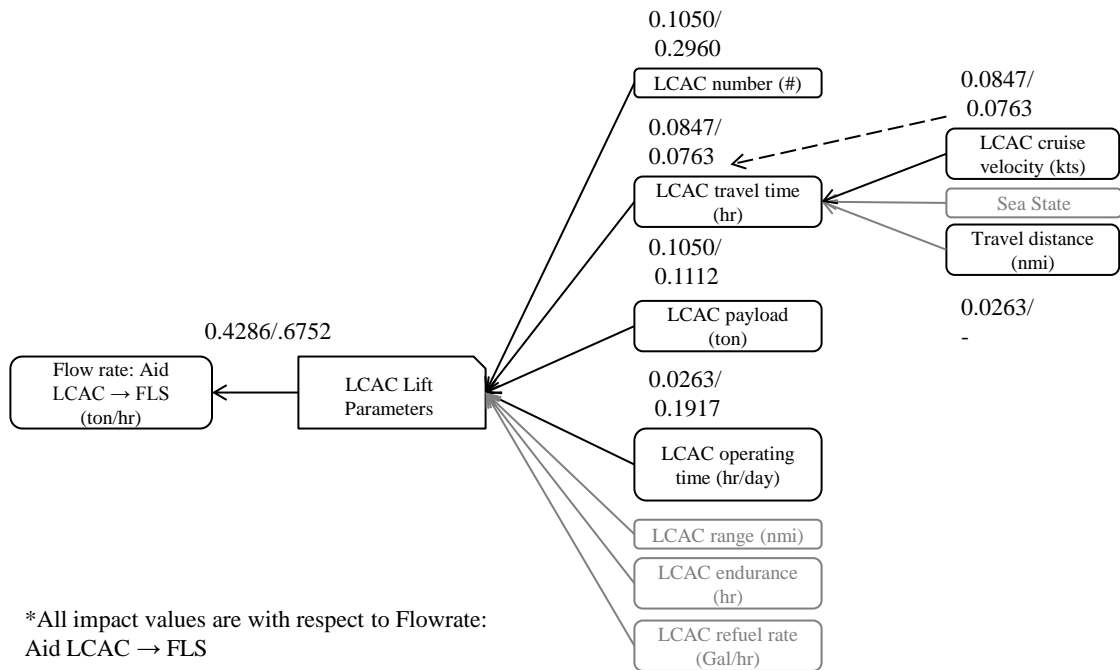 0.1050/
0.2960
LCAC number (#)
0.0847/
0.0763
LCAC travel time
(hr)
0.0847/
0.0763
LCAC cruise
velocity (kts)
Sea State
Travel distance
(nmi)
0.0263/
-
0.1050/
0.1112
LCAC payload
(ton)
0.4286/.6752
Flow rate: Aid
LCAC → FLS
(ton/hr)
LCAC Lift
Parameters
0.0263/
0.1917
LCAC operating
time (hr/day)
LCAC range (nmi)
LCAC endurance
(hr)
LCAC refuel rate
(Gal/hr)
*All impact values are with respect to Flowrate:
Aid LCAC → FLS